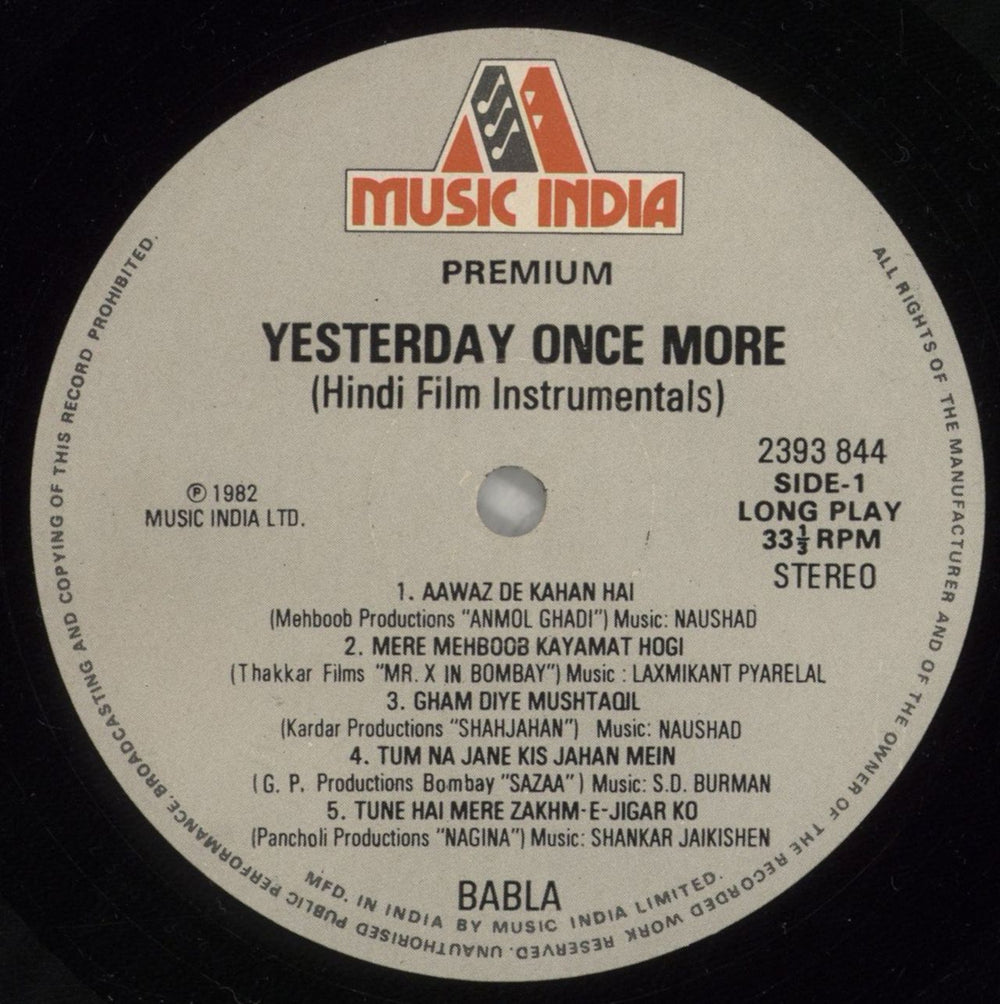 MUSIC INDIA
PREMIUM
YESTERDAY ONCE MORE
(Hindi Film Instrumentals)
℗ 1982
MUSIC INDIA LTD.
2393 844
SIDE-1
LONG PLAY
33⅓ RPM
STEREO
1. AAWAZ DE KAHAN HAI
(Mehboob Productions "ANMOL GHADI") Music: NAUSHAD
2. MERE MEHBOOB KAYAMAT HOGI
(Thakkar Films "MR. X IN BOMBAY") Music : LAXMIKANT PYARELAL
3. GHAM DIYE MUSHTAQIL
(Kardar Productions "SHAHJAHAN") Music: NAUSHAD
4. TUM NA JANE KIS JAHAN MEIN
(G. P. Productions Bombay "SAZAA") Music: S.D. BURMAN
5. TUNE HAI MERE ZAKHM-E-JIGAR KO
(Pancholi Productions "NAGINA") Music: SHANKAR JAIKISHEN
BABLA
MFD. IN INDIA BY MUSIC INDIA LIMITED.
ALL RIGHTS OF THE MANUFACTURER AND OF THE OWNER OF THE RECORDED WORK RESERVED. UNAUTHORISED PUBLIC PERFORMANCE, BROADCASTING AND COPYING OF THIS RECORD PROHIBITED.